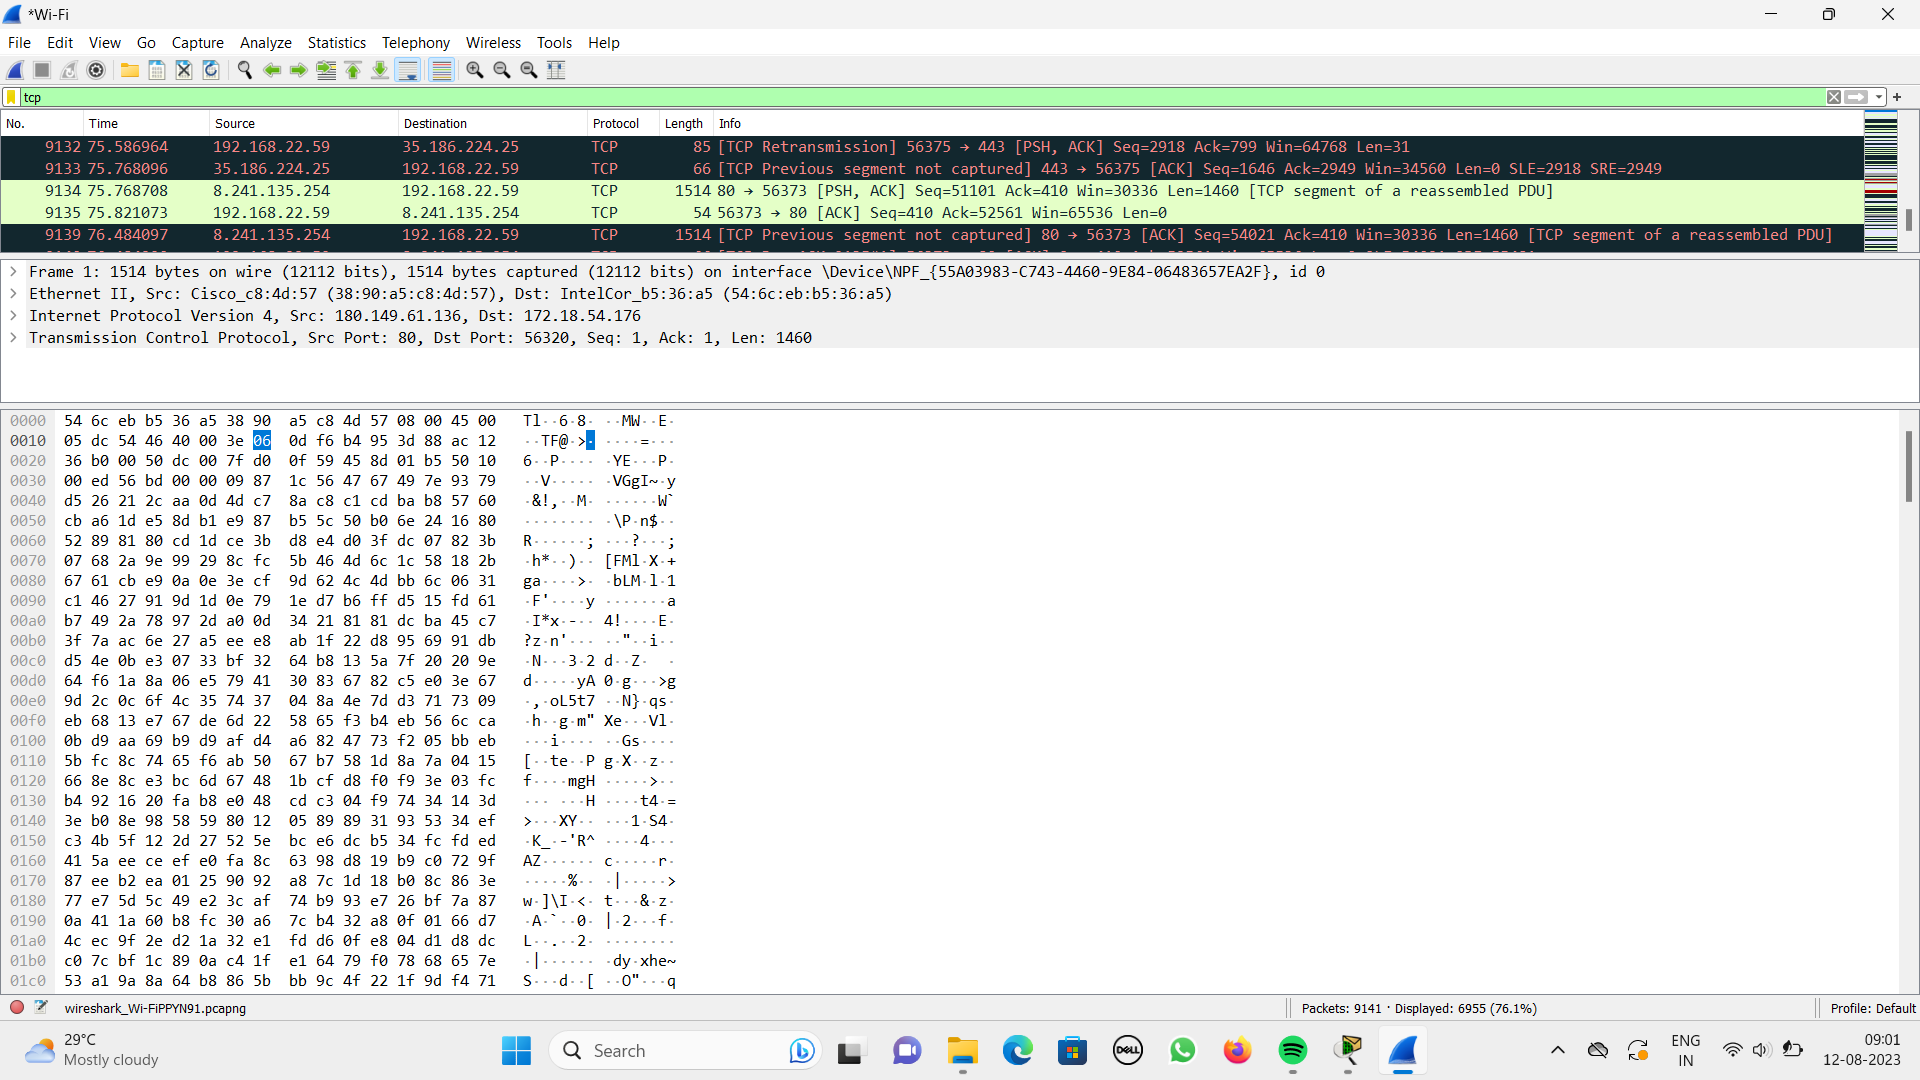 *Wi-Fi
File Edit View Go Capture Analyze Statistics Telephony Wireless Tools Help
tcp
No. Time Source Destination Protocol Length Info
9132 75.586964 192.168.22.59 35.186.224.25 TCP 85 [TCP Retransmission] 56375 → 443 [PSH, ACK] Seq=2918 Ack=799 Win=64768 Len=31
9133 75.768096 35.186.224.25 192.168.22.59 TCP 66 [TCP Previous segment not captured] 443 → 56375 [ACK] Seq=1646 Ack=2949 Win=34560 Len=0 SLE=2918 SRE=2949
9134 75.768708 8.241.135.254 192.168.22.59 TCP 1514 80 → 56373 [PSH, ACK] Seq=51101 Ack=410 Win=30336 Len=1460 [TCP segment of a reassembled PDU]
9135 75.821073 192.168.22.59 8.241.135.254 TCP 54 56373 → 80 [ACK] Seq=410 Ack=52561 Win=65536 Len=0
9139 76.484097 8.241.135.254 192.168.22.59 TCP 1514 [TCP Previous segment not captured] 80 → 56373 [ACK] Seq=54021 Ack=410 Win=30336 Len=1460 [TCP segment of a reassembled PDU]
Frame 1: 1514 bytes on wire (12112 bits), 1514 bytes captured (12112 bits) on interface \Device\NPF_{55A03983-C743-4460-9E84-06483657EA2F}, id 0
Ethernet II, Src: Cisco_c8:4d:57 (38:90:a5:c8:4d:57), Dst: IntelCor_b5:36:a5 (54:6c:eb:b5:36:a5)
Internet Protocol Version 4, Src: 180.149.61.136, Dst: 172.18.54.176
Transmission Control Protocol, Src Port: 80, Dst Port: 56320, Seq: 1, Ack: 1, Len: 1460
0000 54 6c eb b5 36 a5 38 90 a5 c8 4d 57 08 00 45 00 Tl··6·8· ··MW··E·
0010 05 dc 54 46 40 00 3e 06 0d f6 b4 95 3d 88 ac 12 ··TF@·>· ····=···
0020 36 b0 00 50 dc 00 7f d0 0f 59 45 8d 01 b5 50 10 6··P···· ·YE···P·
0030 00 ed 56 bd 00 00 09 87 1c 56 47 67 49 7e 93 79 ··V····· ·VGgI~·y
0040 d5 26 21 2c aa 0d 4d c7 8a c8 c1 cd ba b8 57 60 ·&!,··M· ······W`
0050 cb a6 1d e5 8d b1 e9 87 b5 5c 50 b0 6e 24 16 80 ········ ·\P·n$··
0060 52 89 81 80 cd 1d ce 3b d8 e4 d0 3f dc 07 82 3b R······; ···?···;
0070 07 68 2a 9e 99 29 8c fc 5b 46 4d 6c 1c 58 18 2b ·h*··)·· [FMl·X·+
0080 67 61 cb e9 0a 0e 3e cf 9d 62 4c 4d bb 6c 06 31 ga····>· ·bLM·l·1
0090 c1 46 27 91 9d 1d 0e 79 1e d7 b6 ff d5 15 fd 61 ·F'····y ·······a
00a0 b7 49 2a 78 97 2d a0 0d 34 21 81 81 dc ba 45 c7 ·I*x·-·· 4!····E·
00b0 3f 7a ac 6e 27 a5 ee e8 ab 1f 22 d8 95 69 91 db ?z·n'··· ··"··i··
00c0 d5 4e 0b e3 07 33 bf 32 64 b8 13 5a 7f 20 20 9e ·N···3·2 d··Z·  ·
00d0 64 f6 1a 8a 06 e5 79 41 30 83 67 82 c5 e0 3e 67 d·····yA 0·g···>g
00e0 9d 2c 0c 6f 4c 35 74 37 04 8a 4e 7d d3 71 73 09 ·,·oL5t7 ··N}·qs·
00f0 eb 68 13 e7 67 de 6d 22 58 65 f3 b4 eb 56 6c ca ·h··g·m" Xe···Vl·
0100 0b d9 aa 69 b9 d9 af d4 a6 82 47 73 f2 05 bb eb ···i···· ··Gs····
0110 5b fc 8c 74 65 f6 ab 50 67 b7 58 1d 8a 7a 04 15 [··te··P g·X··z··
0120 66 8e 8c e3 bc 6d 67 48 1b cf d8 f0 f9 3e 03 fc f····mgH ·····>··
0130 b4 92 16 20 fa b8 e0 48 cd c3 04 f9 74 34 14 3d ··· ···H ····t4·=
0140 3e b0 8e 98 58 59 80 12 05 89 89 31 93 53 34 ef >···XY·· ···1·S4·
0150 c3 4b 5f 12 2d 27 52 5e bc e6 dc b5 34 fc fd ed ·K_·-'R^ ····4···
0160 41 5a ee ce ef e0 fa 8c 63 98 d8 19 b9 c0 72 9f AZ······ c·····r·
0170 87 ee b2 ea 01 25 90 92 a8 7c 1d 18 b0 8c 86 3e ·····%·· ·|·····>
0180 77 e7 5d 5c 49 e2 3c af 74 b9 93 e7 26 bf 7a 87 w·]\I·<· t···&·z·
0190 0a 41 1a 60 b8 fc 30 a6 7c b4 32 a8 0f 01 66 d7 ·A·`··0· |·2···f·
01a0 4c ec 9f 2e d2 1a 32 e1 fd d6 0f e8 04 d1 d8 dc L··.··2· ········
01b0 c0 7c bf 1c 89 0a c4 1f e1 64 79 f0 78 68 65 7e ·|······ ·dy·xhe~
01c0 53 a1 9a 8a 64 b8 86 5b bb 9c 4f 22 1f 9d f4 71 S···d··[ ··O"···q
wireshark_Wi-FiPPYN91.pcapng Packets: 9141 · Displayed: 6955 (76.1%) Profile: Default
29°C
Mostly cloudy
Search
DELL
ENG
IN
09:01
12-08-2023